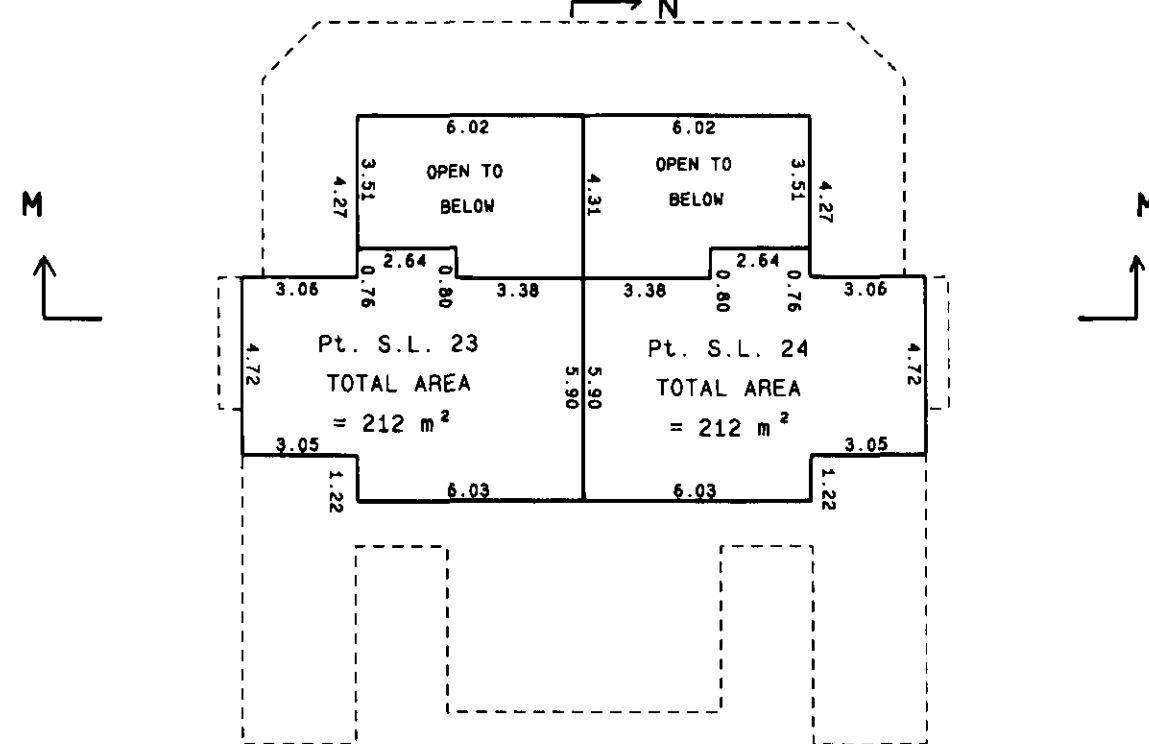 N
6.02 6.02
OPEN TO
BELOW
OPEN TO
BELOW
4.27 3.51 4.31 3.51 4.27
M M
2.64 2.64
3.06 0.76 0.80 3.38 3.38 0.80 0.76 3.06
Pt. S.L. 23
TOTAL AREA
= 212 m²
Pt. S.L. 24
TOTAL AREA
= 212 m²
4.72 5.90 5.90 4.72
3.05 3.05
1.22 6.03 6.03 1.22